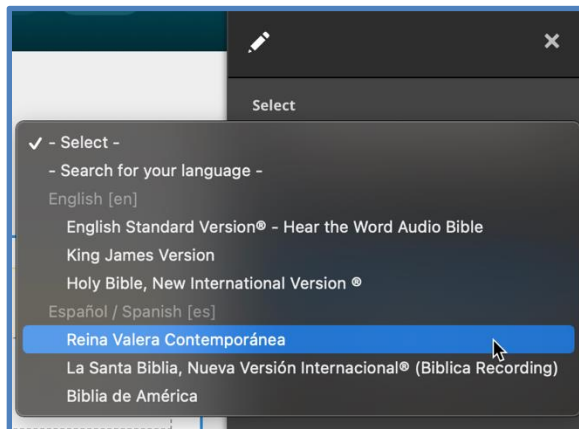 Select
✓ - Select -
- Search for your language -
English [en]
English Standard Version® - Hear the Word Audio Bible
King James Version
Holy Bible, New International Version ®
Español / Spanish [es]
Reina Valera Contemporánea
La Santa Biblia, Nueva Versión Internacional® (Biblica Recording)
Biblia de América